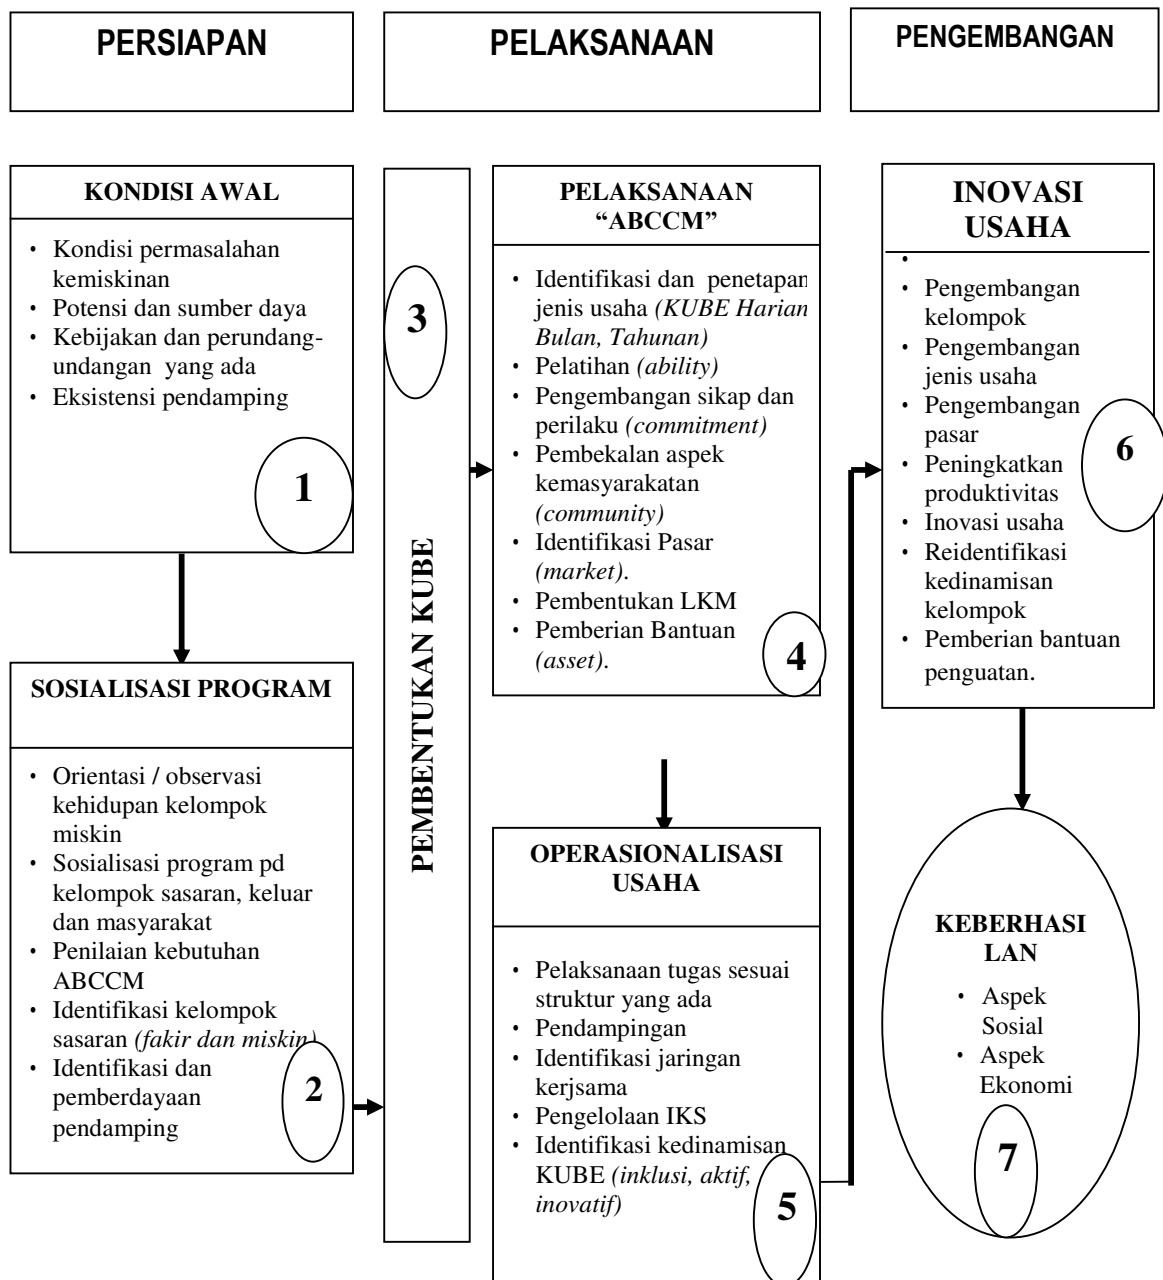 PERSIAPAN
PELAKSANAAN
PENGEMBANGAN
KONDISI AWAL
• Kondisi permasalahan
kemiskinan
• Potensi dan sumber daya
• Kebijakan dan perundang-
undangan yang ada
• Eksistensi pendamping
1
SOSIALISASI PROGRAM
• Orientasi / observasi
kehidupan kelompok
miskin
• Sosialisasi program pd
kelompok sasaran, keluar
dan masyarakat
• Penilaian kebutuhan
ABCCM
• Identifikasi kelompok
sasaran (fakir dan miskin)
• Identifikasi dan
pemberdayaan
pendamping
2
3
PEMBENTUKAN KUBE
PELAKSANAAN
“ABCCM”
• Identifikasi dan penetapan
jenis usaha (KUBE Harian
Bulan, Tahunan)
• Pelatihan (ability)
• Pengembangan sikap dan
perilaku (commitment)
• Pembekalan aspek
kemasyarakatan
(community)
• Identifikasi Pasar
(market).
• Pembentukan LKM
• Pemberian Bantuan
(asset).
4
OPERASIONALISASI
USAHA
• Pelaksanaan tugas sesuai
struktur yang ada
• Pendampingan
• Identifikasi jaringan
kerjsama
• Pengelolaan IKS
• Identifikasi kedinamisan
KUBE (inklusi, aktif,
inovatif)
5
INOVASI
USAHA
•
• Pengembangan
kelompok
• Pengembangan
jenis usaha
• Pengembangan
pasar
• Peningkatkan
produktivitas
• Inovasi usaha
• Reidentifikasi
kedinamisan
kelompok
• Pemberian bantuan
penguatan.
6
KEBERHASI
LAN
• Aspek
Sosial
• Aspek
Ekonomi
7